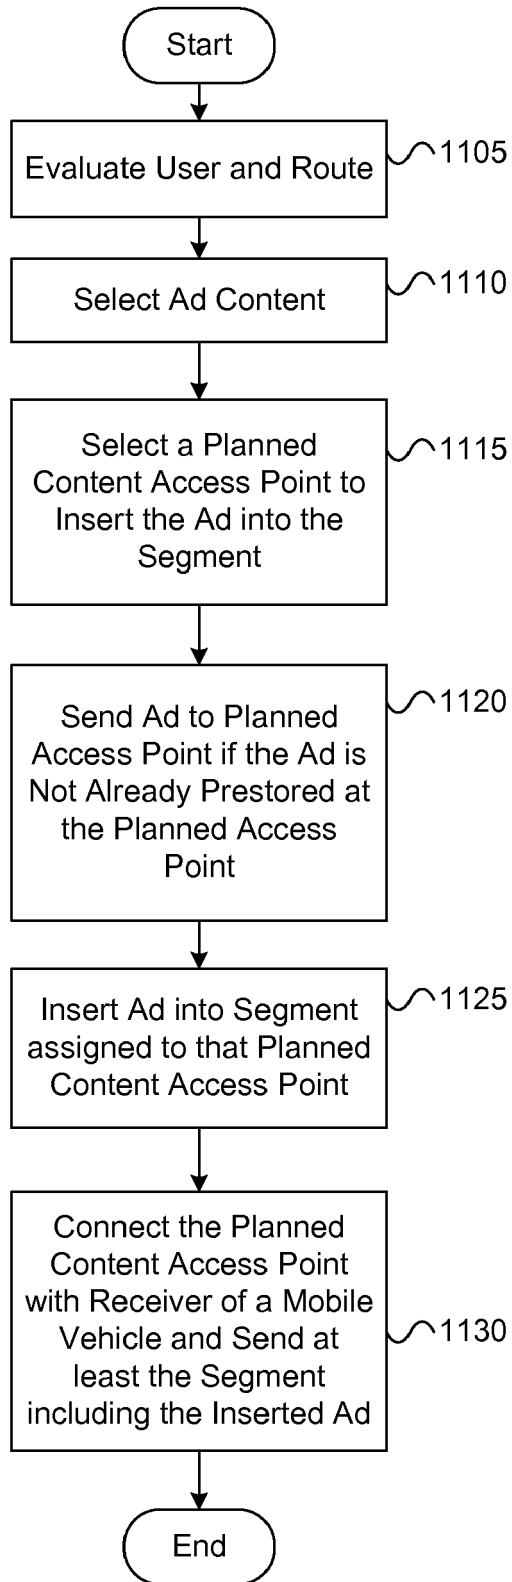 Start
Evaluate User and Route
1105
Select Ad Content
1110
Select a Planned
Content Access Point to
Insert the Ad into the
Segment
1115
Send Ad to Planned
Access Point if the Ad is
Not Already Prestored at
the Planned Access
Point
1120
Insert Ad into Segment
assigned to that Planned
Content Access Point
1125
Connect the Planned
Content Access Point
with Receiver of a Mobile
Vehicle and Send at
least the Segment
including the Inserted Ad
1130
End